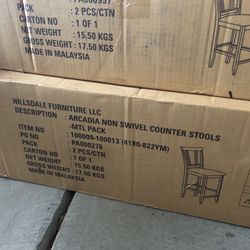 : PA000957
PACK : 2 PCS/CTN
CARTON NO : 1 OF 1
NET WEIGHT : 15.50 KGS
GROSS WEIGHT : 17.50 KGS
MADE IN MALAYSIA
HILLSDALE FURNITURE LLC
DESCRIPTION : ARCADIA NON SWIVEL COUNTER STOOLS
-MTL PACK
ITEM NO : 100009-100013 (4180-822YM)
PO NO : PA000276
PACK : 2 PCS/CTN
CARTON NO : 1 OF 1
NET WEIGHT : 15.50 KGS
GROSS WEIGHT : 17.50 KGS
MADE IN MALAYSIA